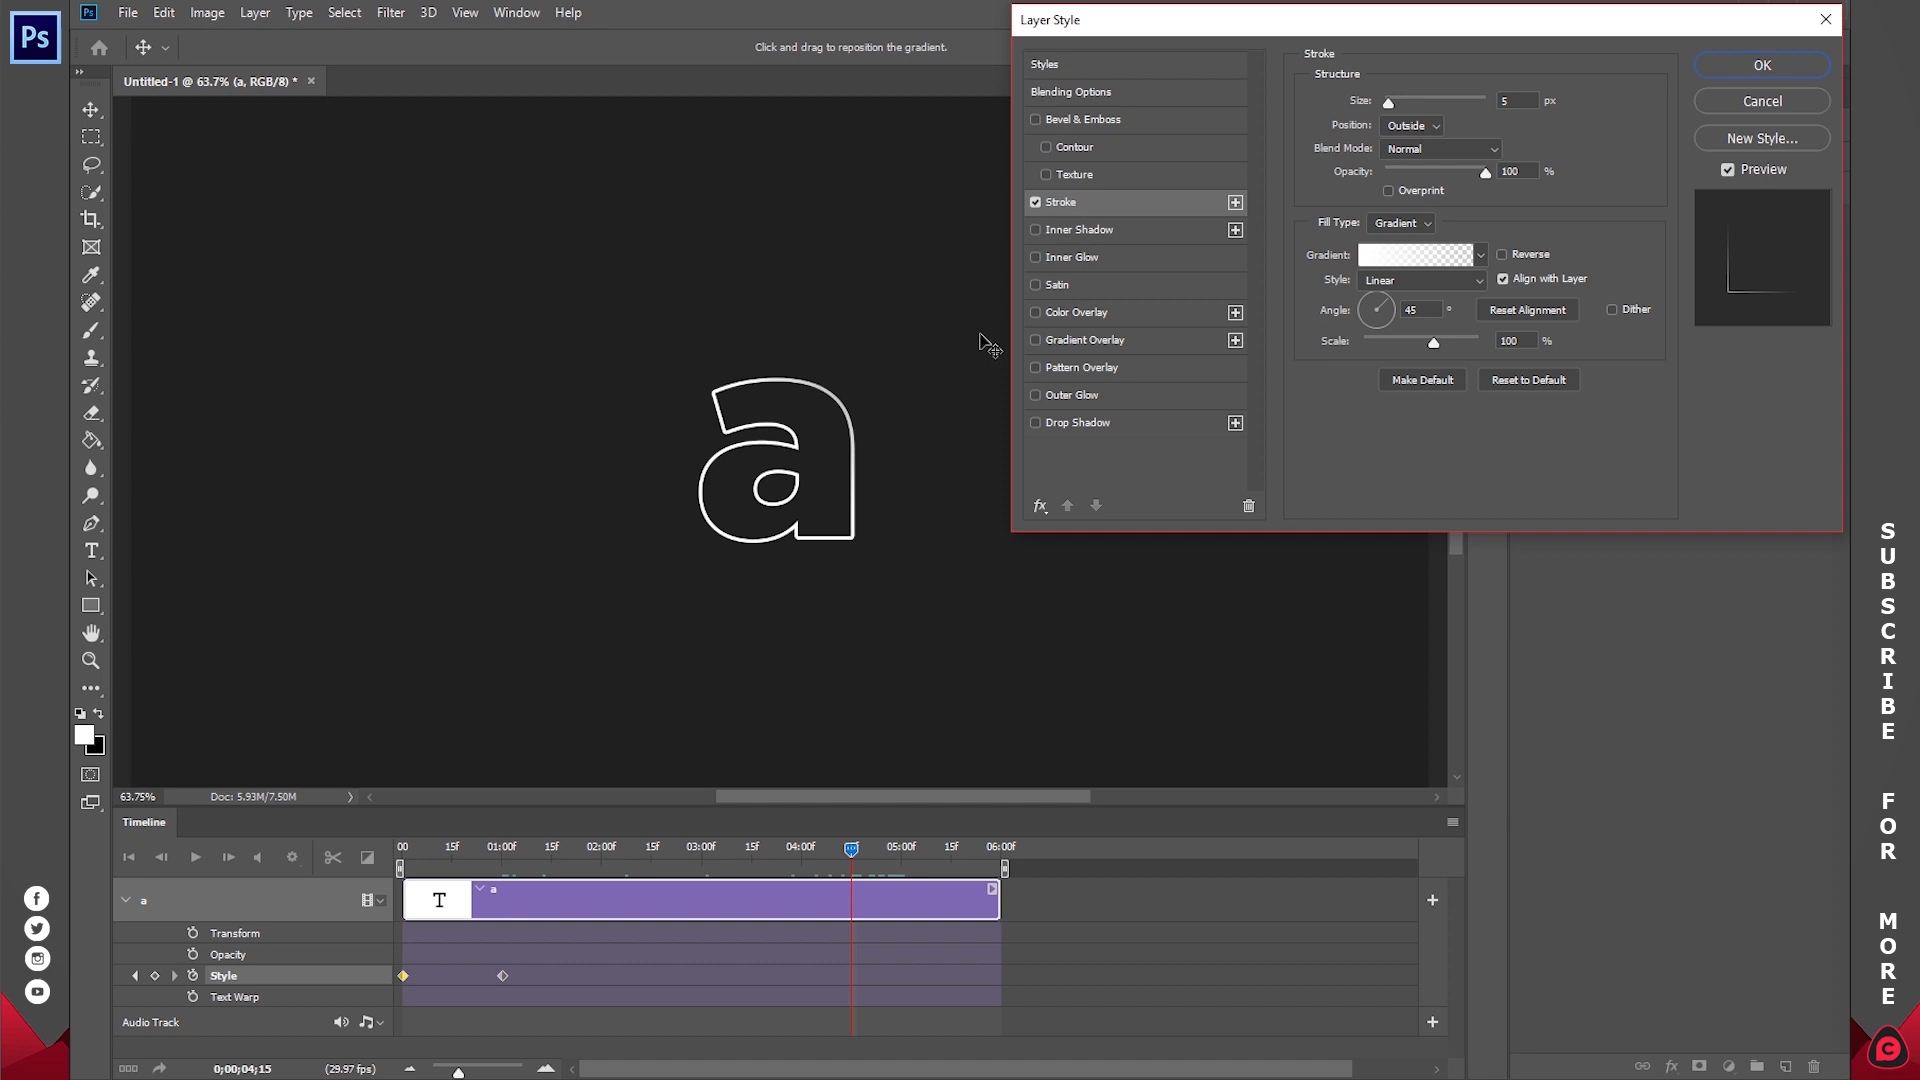 Ps
Ps File Edit Image Layer Type Select Filter 3D View Window Help
Click and drag to reposition the gradient.
Untitled-1 @ 63.7% (a, RGB/8) * ×
a
Layer Style
Styles
Blending Options
Bevel & Emboss
Contour
Texture
Stroke
Inner Shadow
Inner Glow
Satin
Color Overlay
Gradient Overlay
Pattern Overlay
Outer Glow
Drop Shadow
fx
Stroke
Structure
Size: 5 px
Position: Outside
Blend Mode: Normal
Opacity: 100 %
Overprint
Fill Type: Gradient
Gradient: Reverse
Style: Linear Align with Layer
Angle: 45 ° Reset Alignment Dither
Scale: 100 %
Make Default Reset to Default
OK
Cancel
New Style...
Preview
63.75% Doc: 5.93M/7.50M
Timeline
00 15f 01:00f 15f 02:00f 15f 03:00f 15f 04:00f 05:00f 15f 06:00f
a T a
Transform
Opacity
Style
Text Warp
Audio Track
0;00;04;15 (29.97 fps)
fx
SUBSCRIBE
FOR
MORE